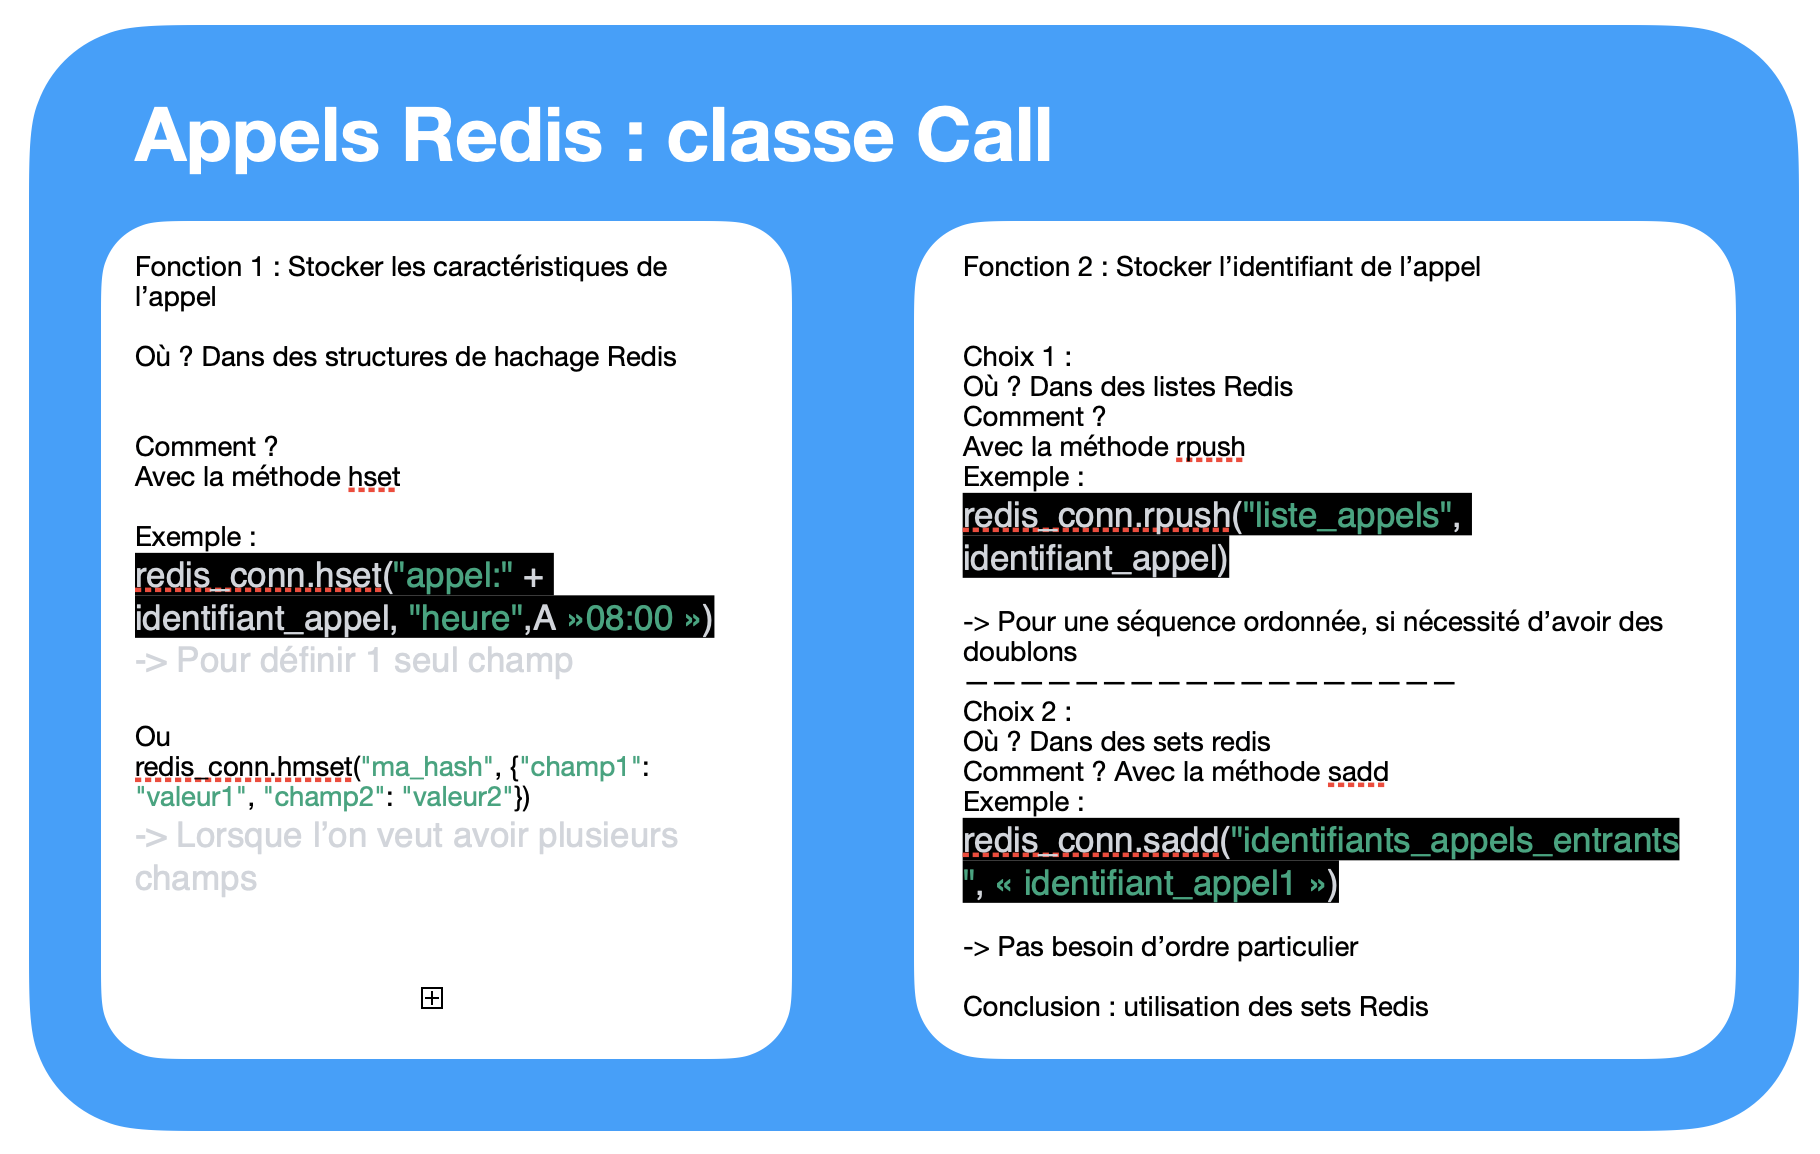 Appels Redis : classe Call
Fonction 1 : Stocker les caractéristiques de
l’appel
Où ? Dans des structures de hachage Redis
Comment ?
Avec la méthode hset
Exemple :
redis_conn.hset("appel:" +
identifiant_appel, "heure",A »08:00 »)
-> Pour définir 1 seul champ
Ou
redis_conn.hmset("ma_hash", {"champ1":
"valeur1", "champ2": "valeur2"})
-> Lorsque l’on veut avoir plusieurs
champs
Fonction 2 : Stocker l’identifiant de l’appel
Choix 1 :
Où ? Dans des listes Redis
Comment ?
Avec la méthode rpush
Exemple :
redis_conn.rpush("liste_appels",
identifiant_appel)
-> Pour une séquence ordonnée, si nécessité d’avoir des
doublons
——————————————————
Choix 2 :
Où ? Dans des sets redis
Comment ? Avec la méthode sadd
Exemple :
redis_conn.sadd("identifiants_appels_entrants
", « identifiant_appel1 »)
-> Pas besoin d’ordre particulier
Conclusion : utilisation des sets Redis